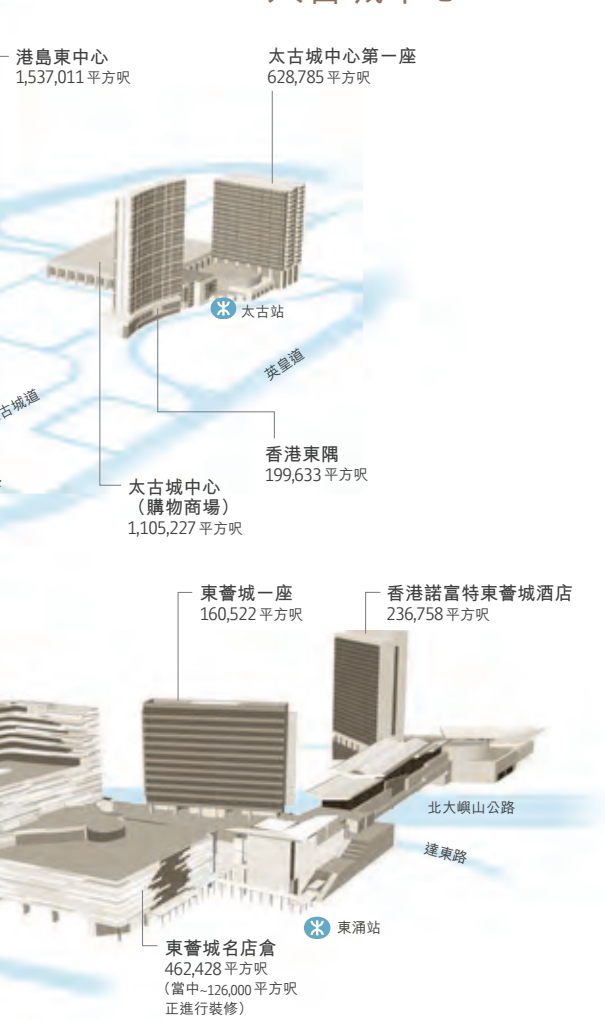 港島東中心
1,537,011 平方呎
太古城中心第一座
628,785 平方呎
太古站
英皇道
古城道
香港東隅
199,633 平方呎
太古城中心
（購物商場）
1,105,227 平方呎
東薈城一座
160,522 平方呎
香港諾富特東薈城酒店
236,758 平方呎
北大嶼山公路
達東路
東涌站
東薈城名店倉
462,428 平方呎
（當中~126,000 平方呎
正進行裝修）